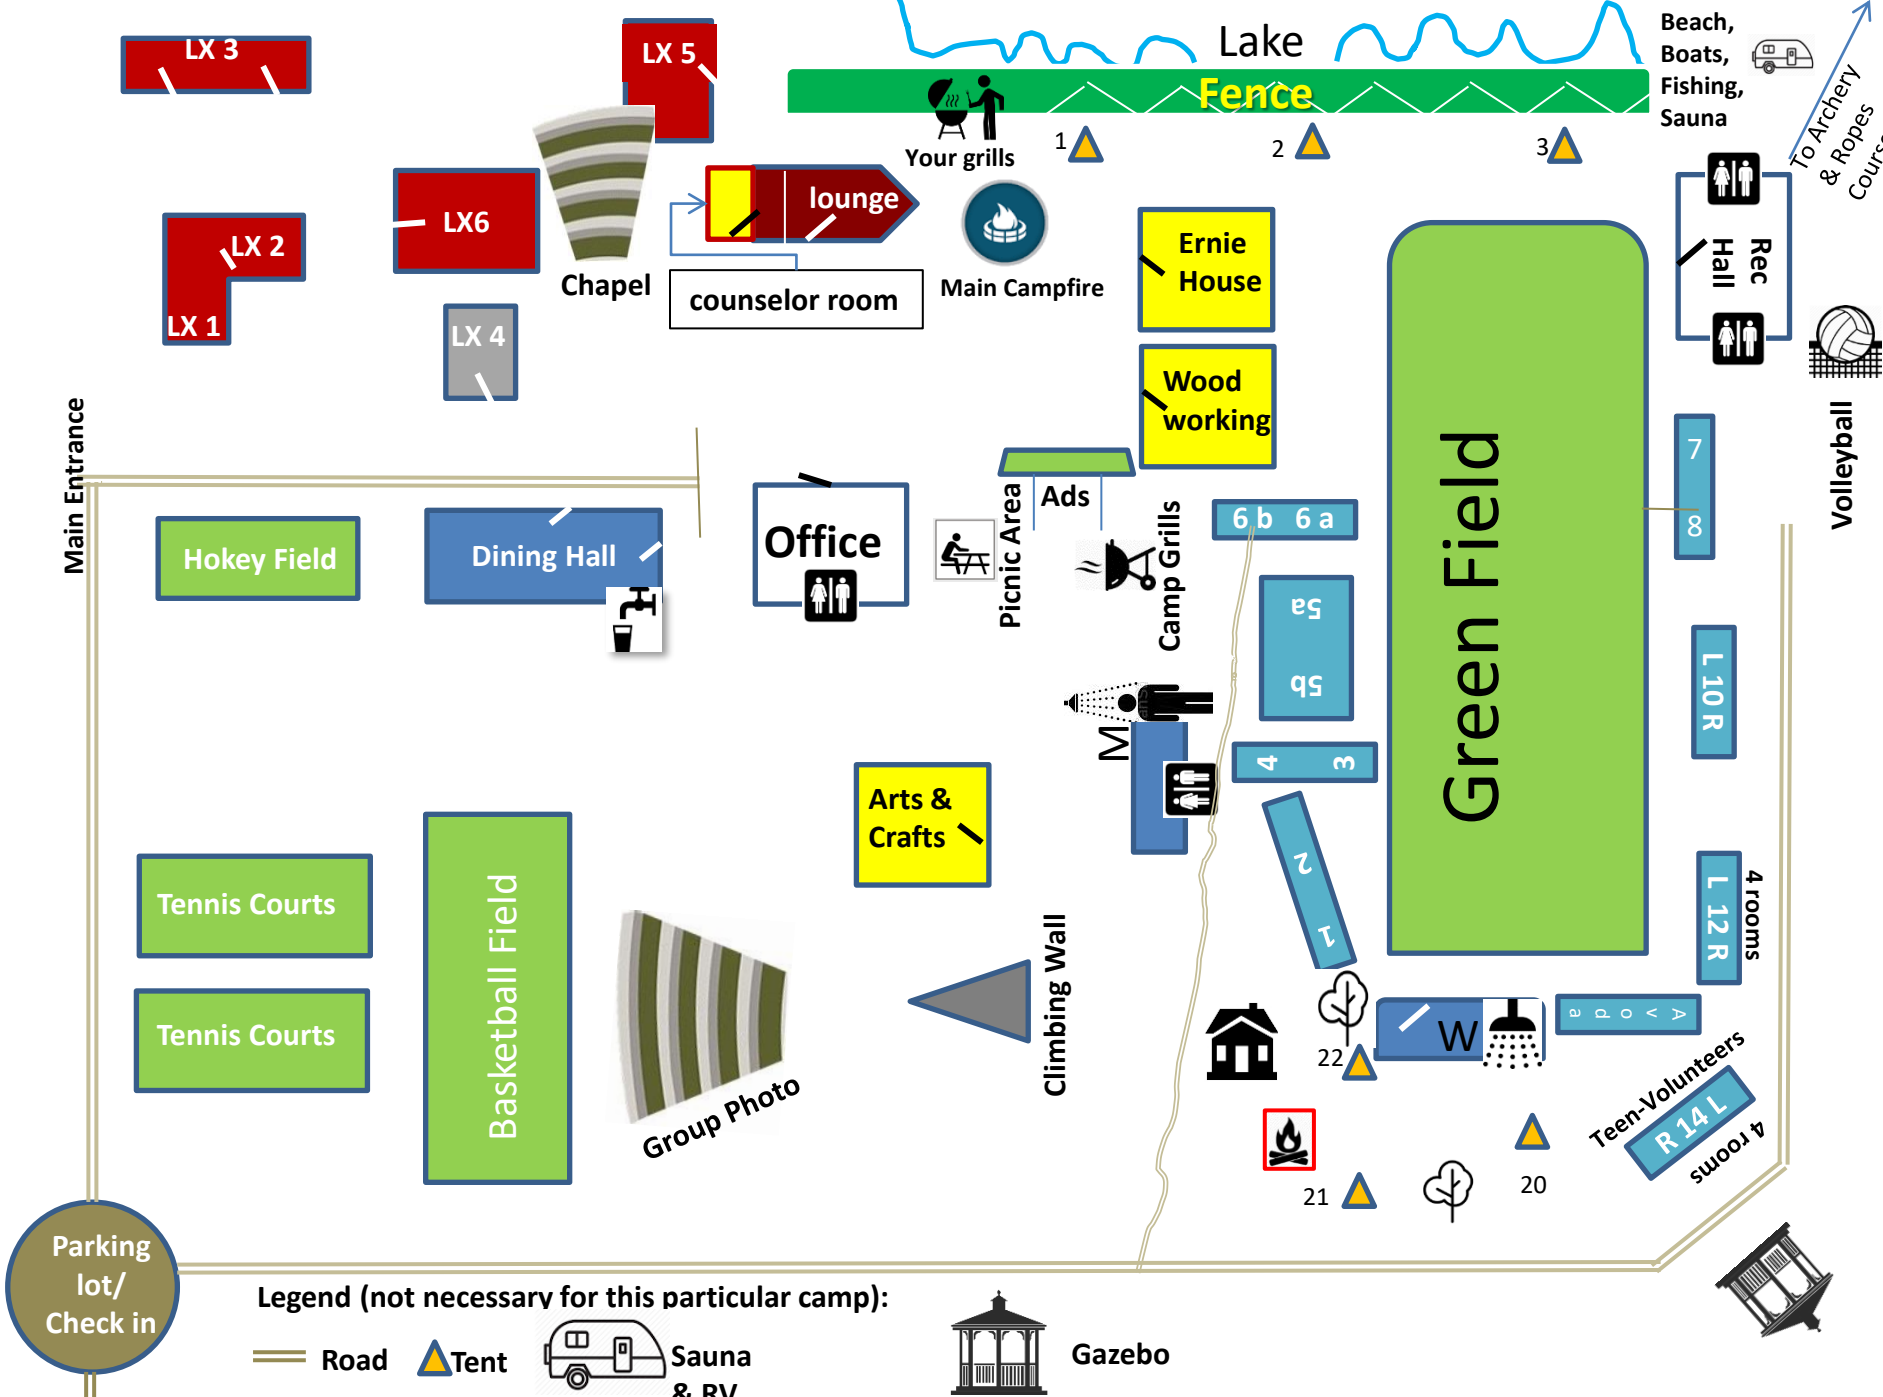 LX 3
LX 5
Lake
Fence
Beach,
Boats,
Fishing,
Sauna
To Archery
& Ropes
Course
Your grills
1
2
3
LX 2
LX 1
LX6
Chapel
lounge
counselor room
Main Campfire
Ernie
House
Rec
Hall
LX 4
Wood
working
Volleyball
Main Entrance
Hokey Field
Dining Hall
Office
Picnic Area
Ads
Camp Grills
6 b 6 a
5a
5b
4 3
2
1
Green Field
7
8
L 10 R
L 12 R
4 rooms
M
Arts &
Crafts
Tennis Courts
Tennis Courts
Basketball Field
Group Photo
Climbing Wall
W
Avoda
22
21
20
Teen-Volunteers
R 14 L
4 rooms
Parking
lot/
Check in
Legend (not necessary for this particular camp):
Road
Tent
Sauna
& RV
Gazebo